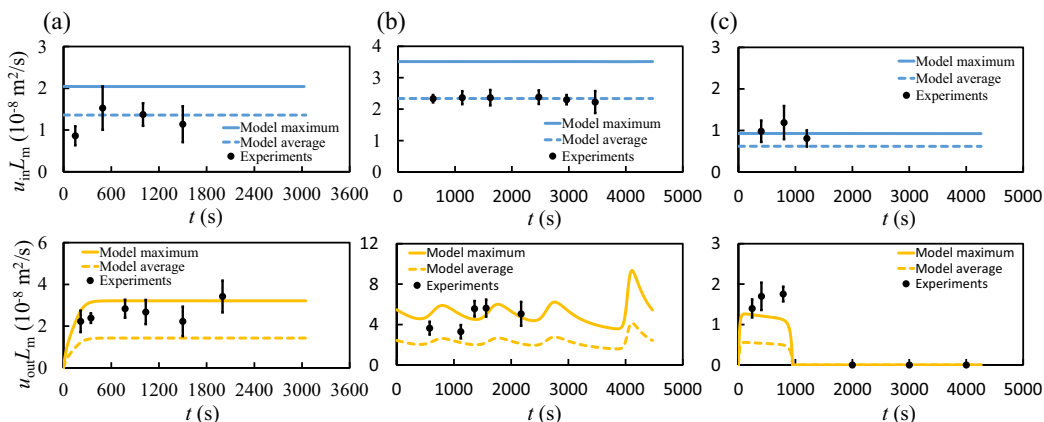 (a)
(b)
(c)
u_in L_m (10⁻⁸ m²/s)
3
2
1
0
Model maximum
Model average
Experiments
0 600 1200 1800 2400 3000 3600
t (s)
4
3
2
1
0
Model maximum
Model average
Experiments
0 1000 2000 3000 4000 5000
t (s)
3
2
1
0
Model maximum
Model average
Experiments
0 1000 2000 3000 4000 5000
t (s)
u_out L_m (10⁻⁸ m²/s)
6
4
2
0
Model maximum
Model average
Experiments
0 600 1200 1800 2400 3000 3600
t (s)
12
8
4
0
Model maximum
Model average
Experiments
0 1000 2000 3000 4000 5000
t (s)
3
2
1
0
Model maximum
Model average
Experiments
0 1000 2000 3000 4000 5000
t (s)